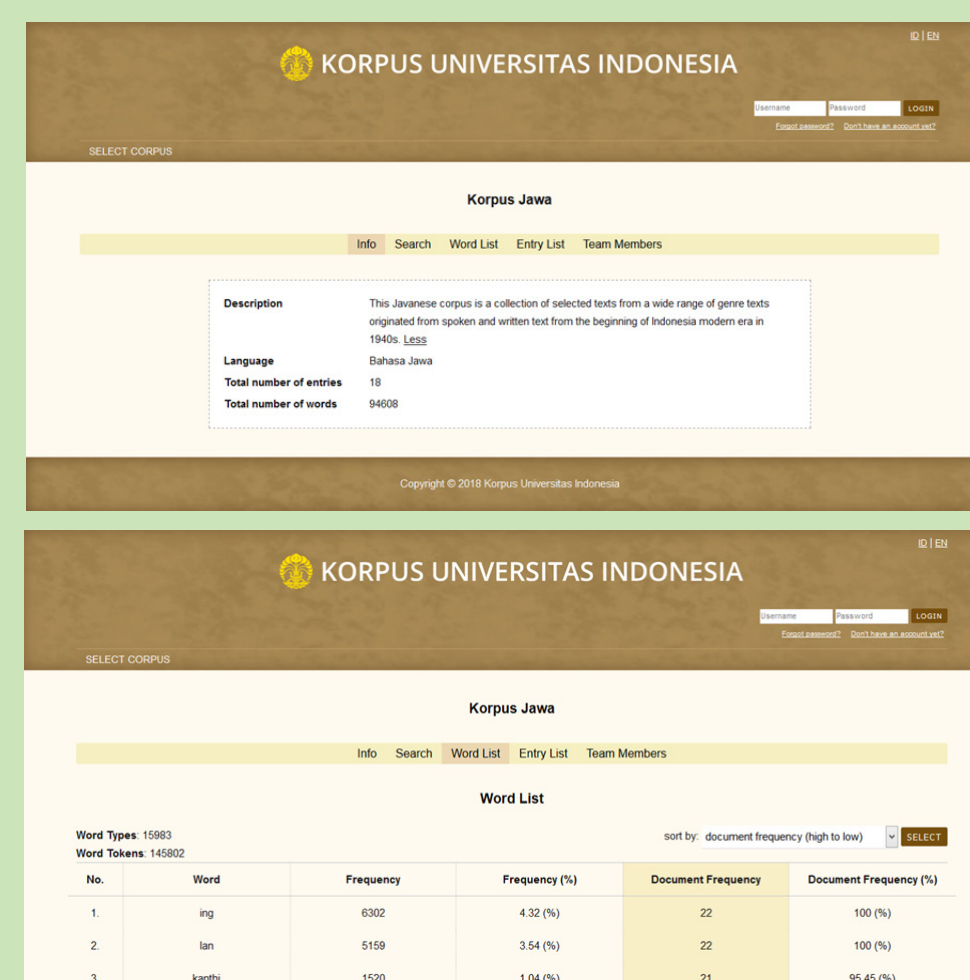 ID | EN
KORPUS UNIVERSITAS INDONESIA
Username Password LOGIN
Forgot password? Don't have an account yet?
SELECT CORPUS
Korpus Jawa
Info Search Word List Entry List Team Members
Description This Javanese corpus is a collection of selected texts from a wide range of genre texts
originated from spoken and written text from the beginning of Indonesia modern era in
1940s. Less
Language Bahasa Jawa
Total number of entries 18
Total number of words 94608
Copyright © 2018 Korpus Universitas Indonesia
ID | EN
KORPUS UNIVERSITAS INDONESIA
Username Password LOGIN
Forgot password? Don't have an account yet?
SELECT CORPUS
Korpus Jawa
Info Search Word List Entry List Team Members
Word List
Word Types: 15983 sort by: document frequency (high to low) SELECT
Word Tokens: 145802
No. Word Frequency Frequency (%) Document Frequency Document Frequency (%)
1. ing 6302 4.32 (%) 22 100 (%)
2. lan 5159 3.54 (%) 22 100 (%)
3. kanthi 1520 1.04 (%) 21 95.45 (%)